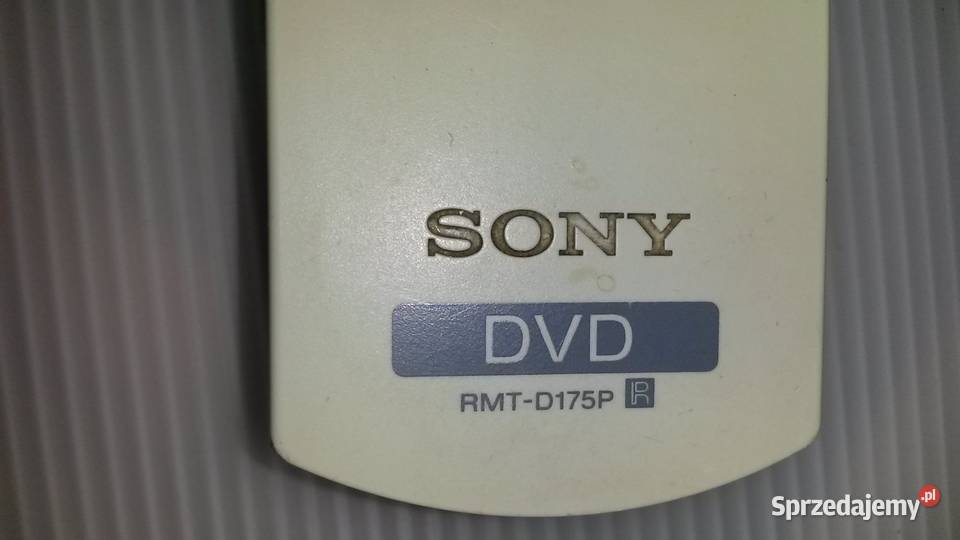 SONY
DVD
RMT-D175P R
Sprzedajemy.pl